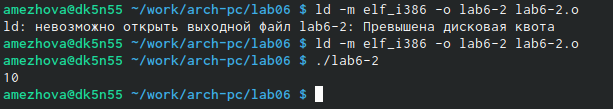 amezhova@dk5n55 ~/work/arch-pc/lab06 $ ld -m elf_i386 -o lab6-2 lab6-2.o
ld: невозможно открыть выходной файл lab6-2: Превышена дисковая квота
amezhova@dk5n55 ~/work/arch-pc/lab06 $ ld -m elf_i386 -o lab6-2 lab6-2.o
amezhova@dk5n55 ~/work/arch-pc/lab06 $ ./lab6-2
10
amezhova@dk5n55 ~/work/arch-pc/lab06 $